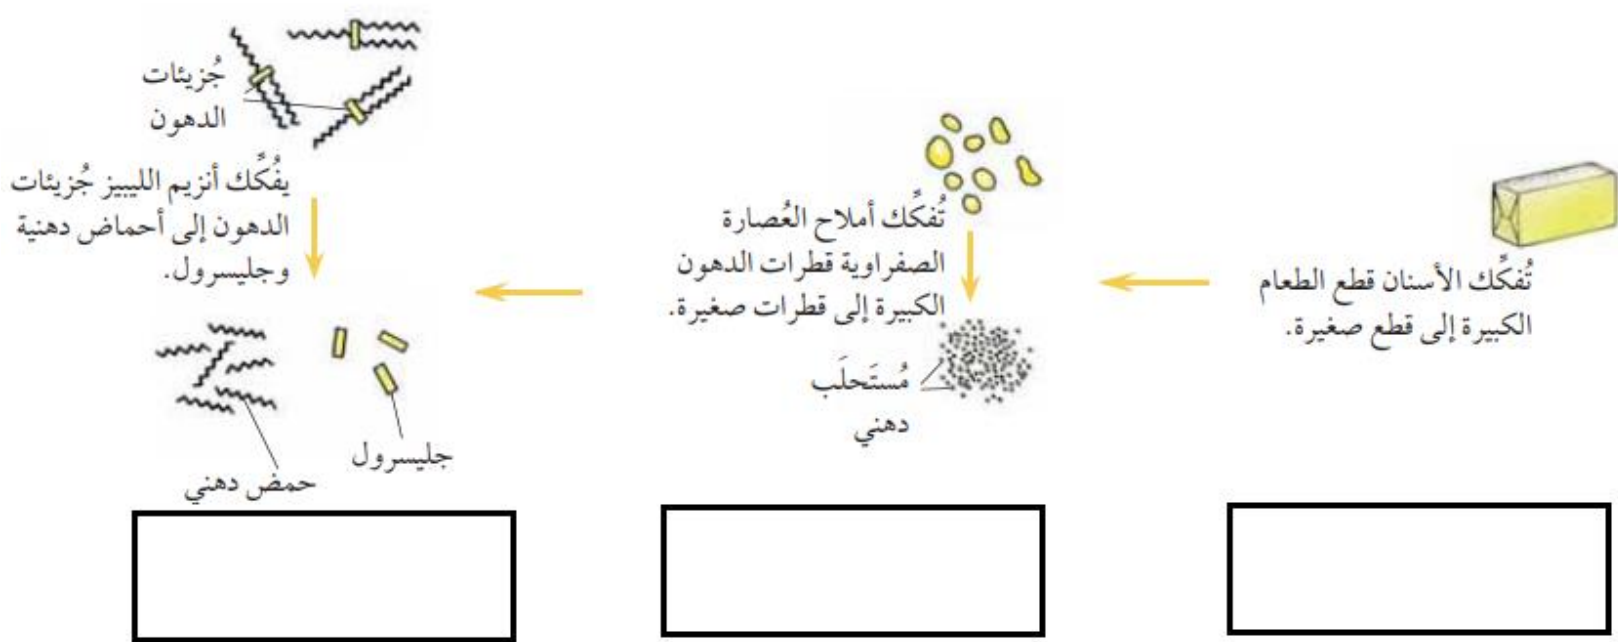 تُفكِّك الأسنان قطع الطعام
الكبيرة إلى قطع صغيرة.
تُفكِّك أملاح العُصارة
الصفراوية قطرات الدهون
الكبيرة إلى قطرات صغيرة.
مُستَحلَب
دهني
جُزيئات
الدهون
يفُكِّك أنزيم الليبيز جُزيئات
الدهون إلى أحماض دهنية
وجليسرول.
جليسرول
حمض دهني